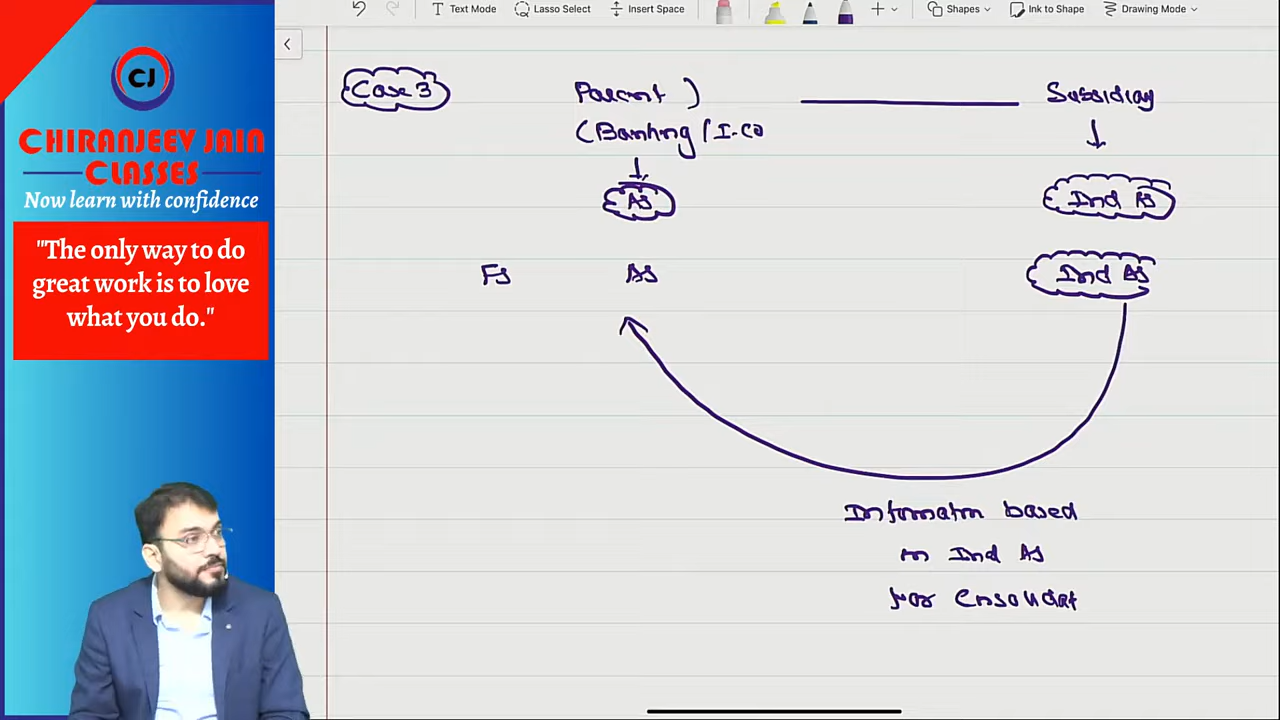 Text Mode
Lasso Select
Insert Space
Shapes
Ink to Shape
Drawing Mode
CJ
CHIRANJEEV JAIN
CLASSES
Now learn with confidence
"The only way to do
great work is to love
what you do."
Case 3
Parent )
Subsidiary
(Banking / I.co
AS
Ind AS
FS AS
Ind AS
Information based
on Ind AS
for Consolidat